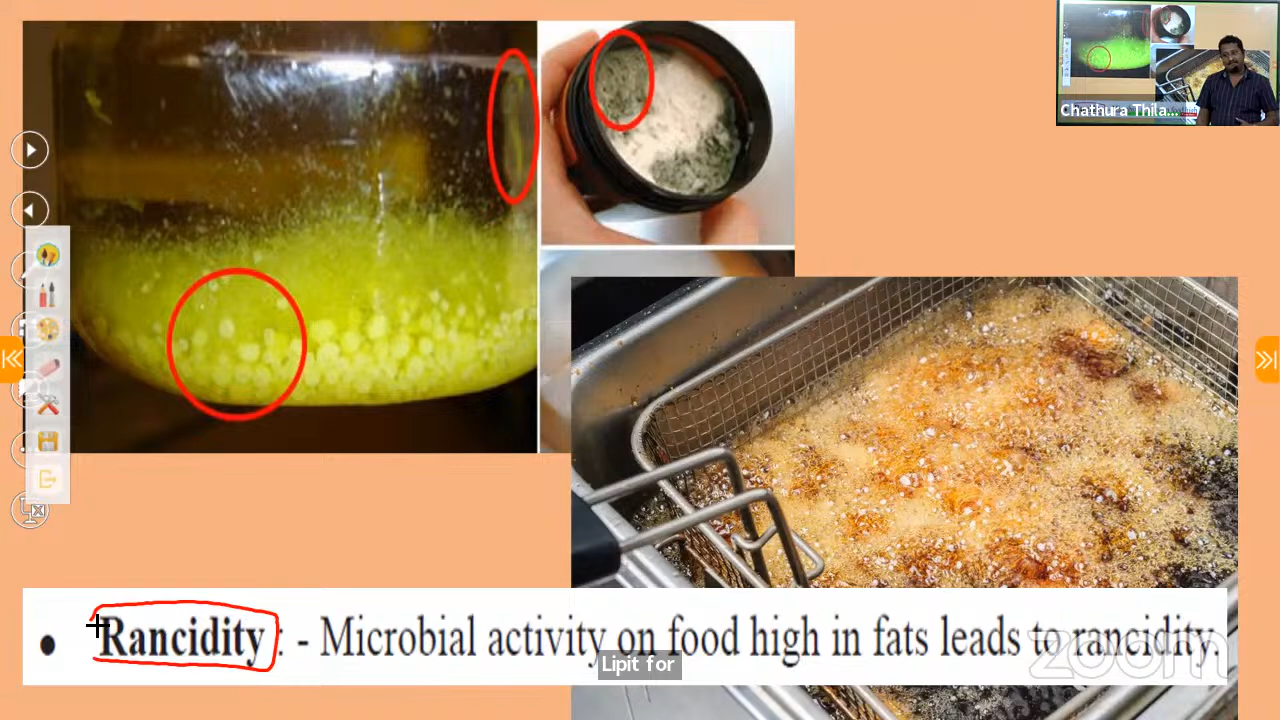 Chathura Thila...
• Rancidity : - Microbial activity on food high in fats leads to rancidity.
Lipit for
zoom